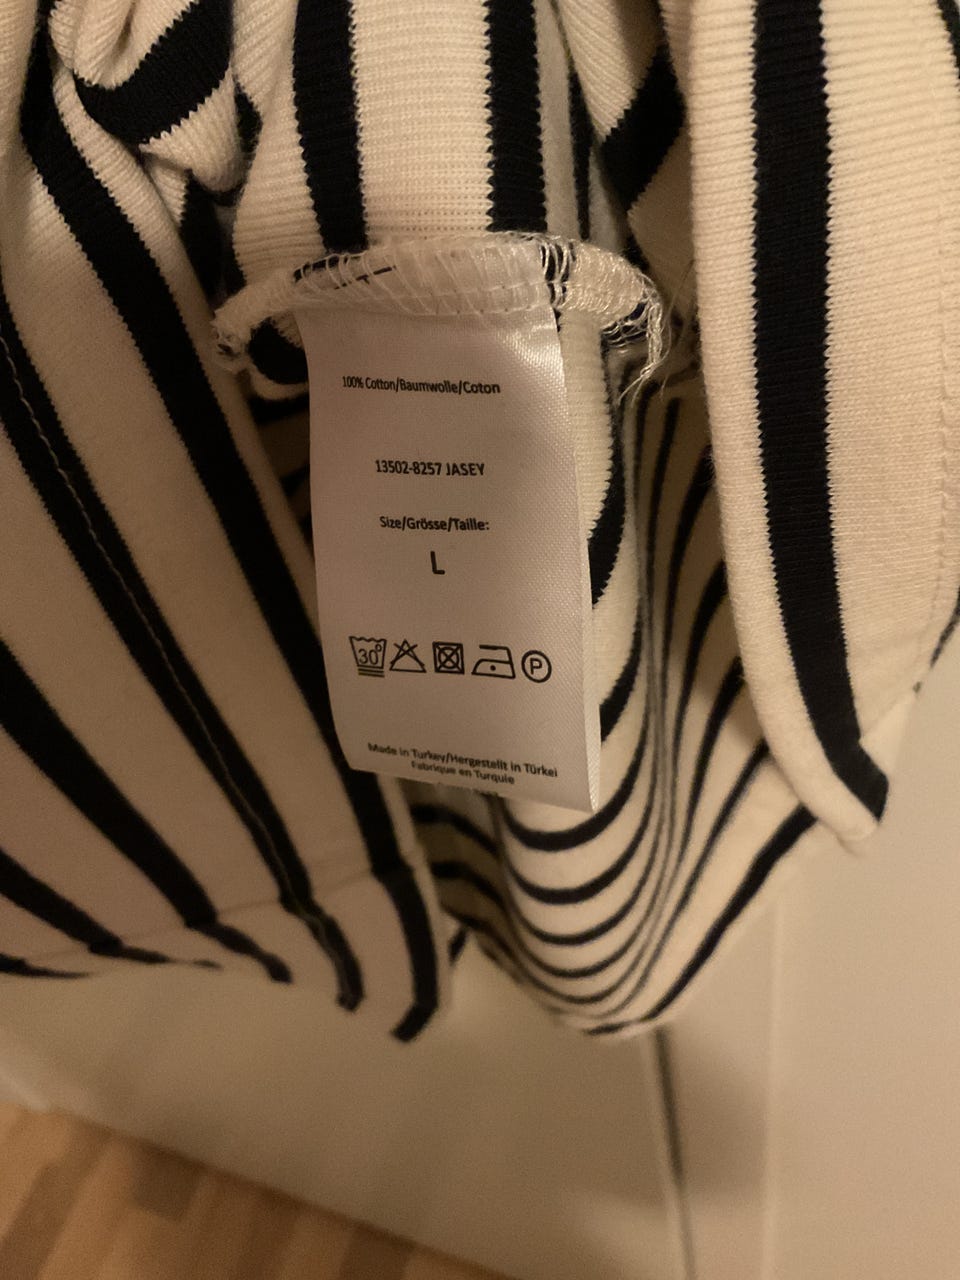 100% Cotton/Baumwolle/Coton
13502-8257 JASEY
Size/Grösse/Taille:
L
30°
P
Made in Turkey/Hergestellt in Türkei
Fabrique en Turquie